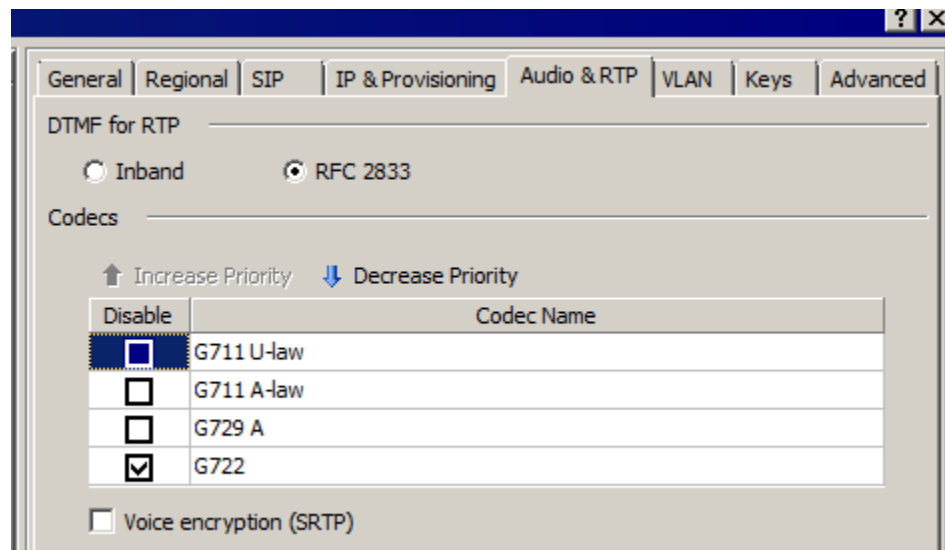 General Regional SIP IP & Provisioning Audio & RTP VLAN Keys Advanced
DTMF for RTP
Inband RFC 2833
Codecs
Increase Priority Decrease Priority
Disable Codec Name
G711 U-law
G711 A-law
G729 A
G722
Voice encryption (SRTP)